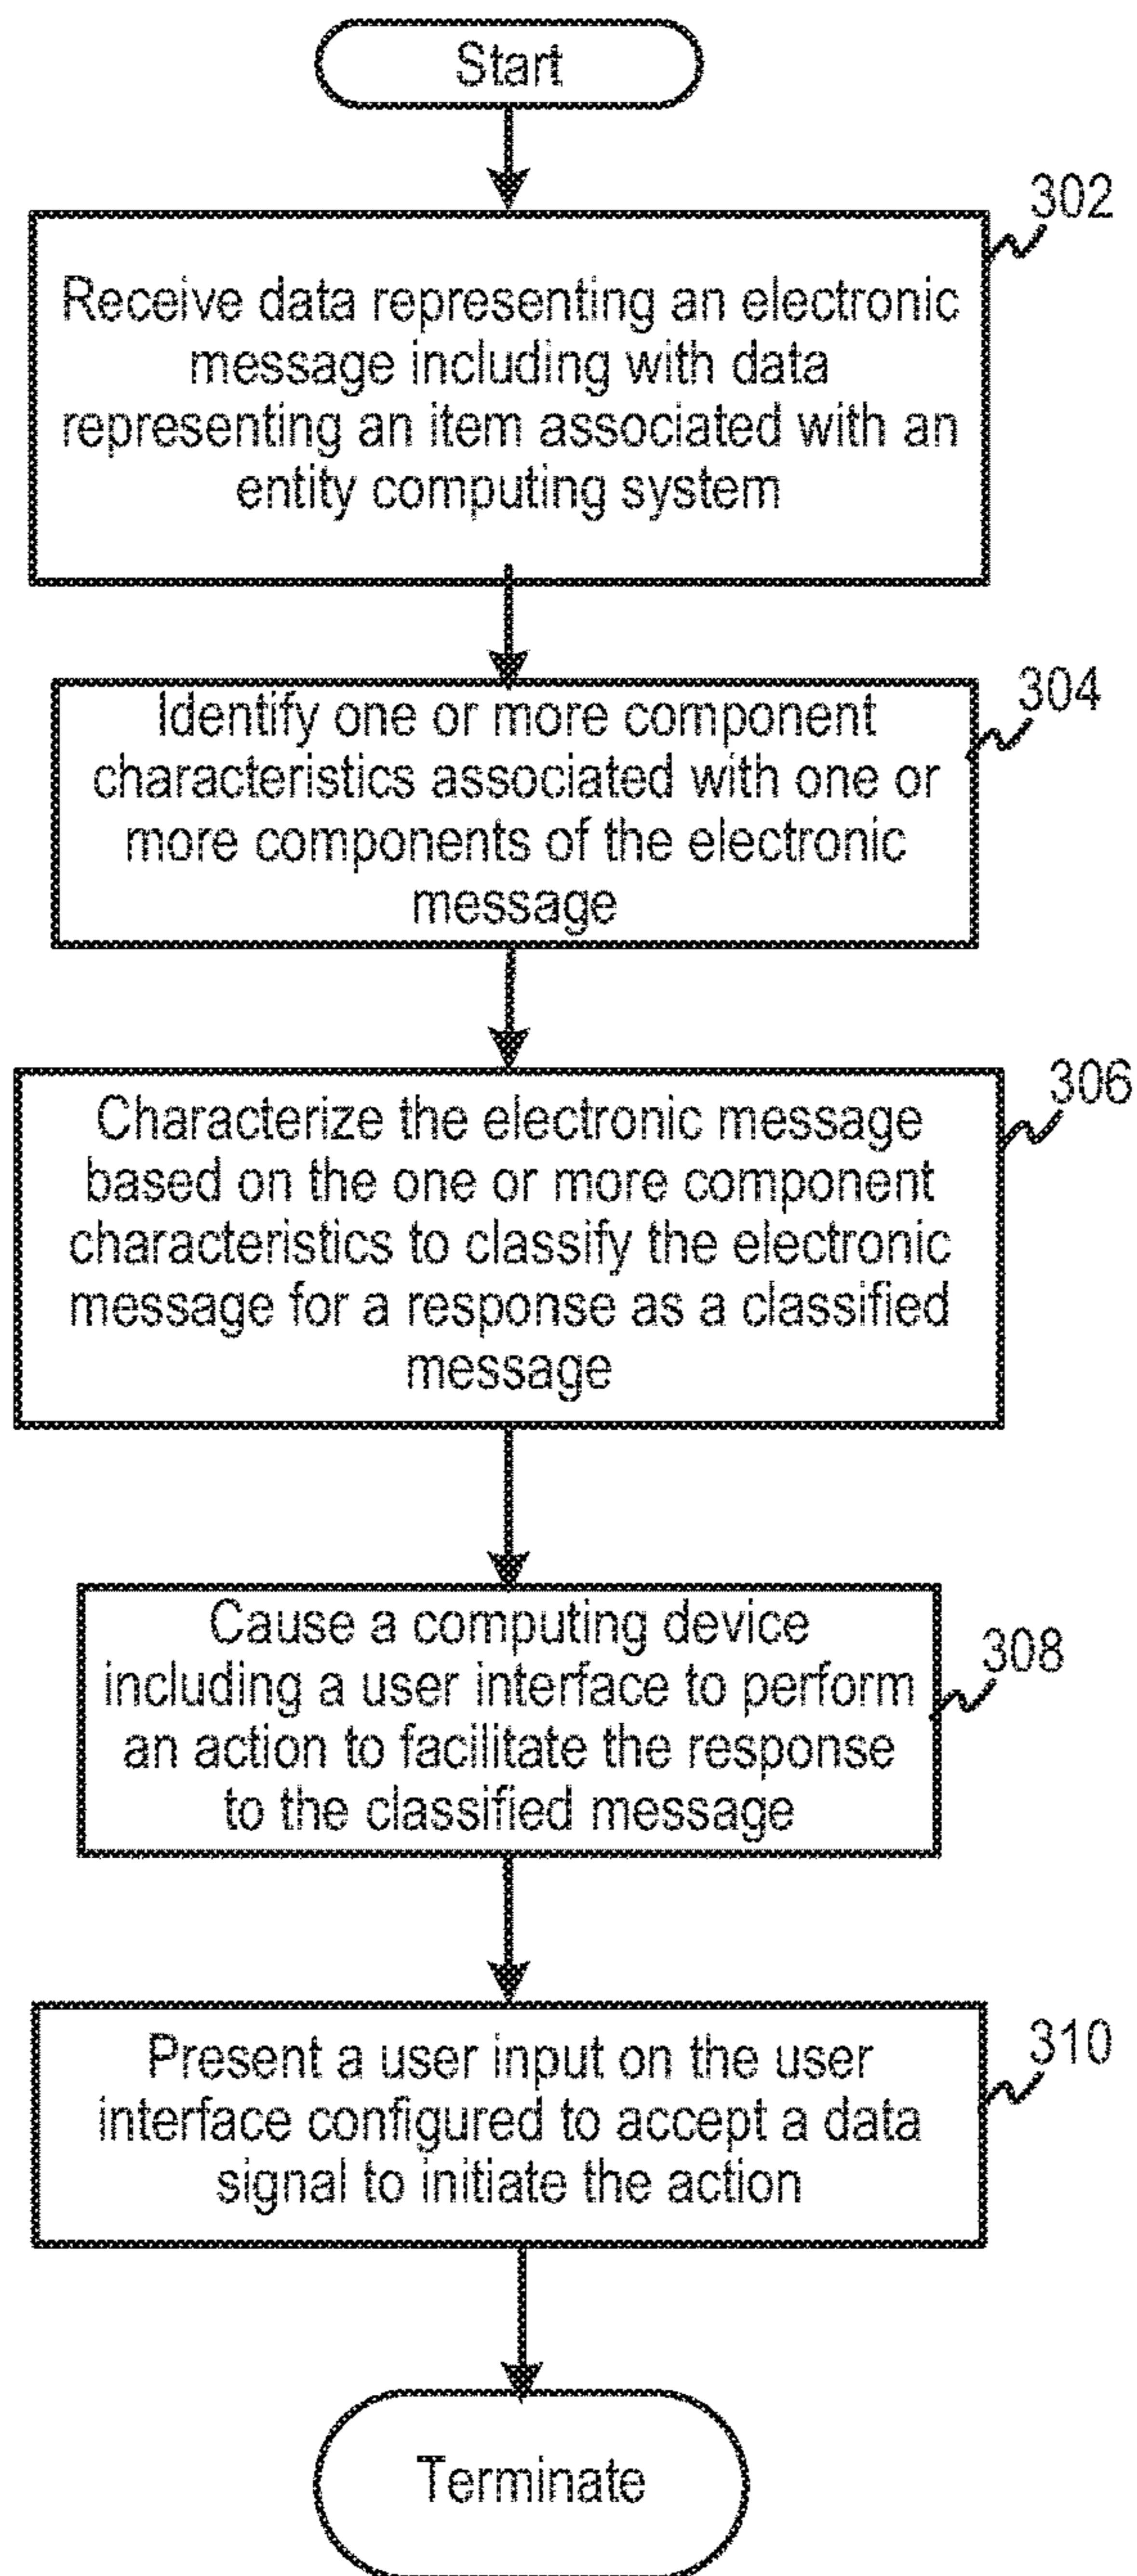 Start
302
Receive data representing an electronic
message including with data
representing an item associated with an
entity computing system
304
Identify one or more component
characteristics associated with one or
more components of the electronic
message
306
Characterize the electronic message
based on the one or more component
characteristics to classify the electronic
message for a response as a classified
message
308
Cause a computing device
including a user interface to perform
an action to facilitate the response
to the classified message
310
Present a user input on the user
interface configured to accept a data
signal to initiate the action
Terminate